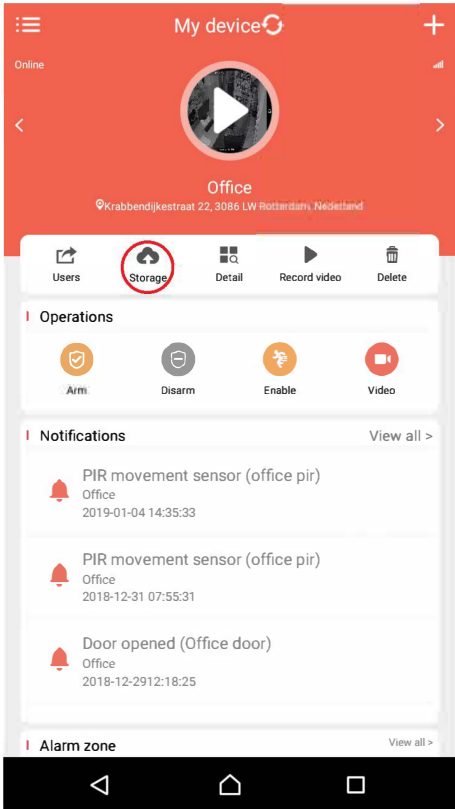 My device
Online
Office
Krabbendijkestraat 22, 3086 LW Rotterdam, Nederland
Users Storage Detail Record video Delete
Operations
Arm Disarm Enable Video
Notifications View all >
PIR movement sensor (office pir)
Office
2019-01-04 14:35:33
PIR movement sensor (office pir)
Office
2018-12-31 07:55:31
Door opened (Office door)
Office
2018-12-2912:18:25
Alarm zone View all >